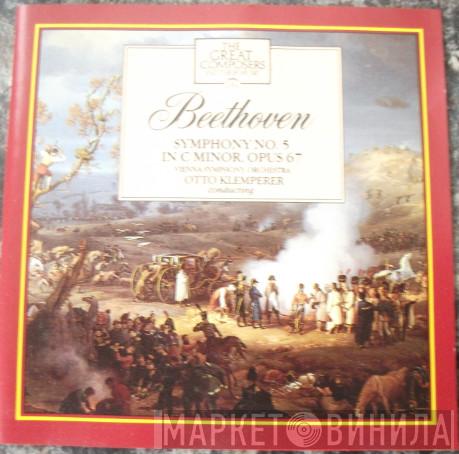 THE
GREAT
COMPOSERS
Beethoven
SYMPHONY NO. 5
IN C MINOR, OPUS 67
VIENNA SYMPHONY ORCHESTRA
OTTO KLEMPERER
conducting
МАРКЕТ ВИНИЛА